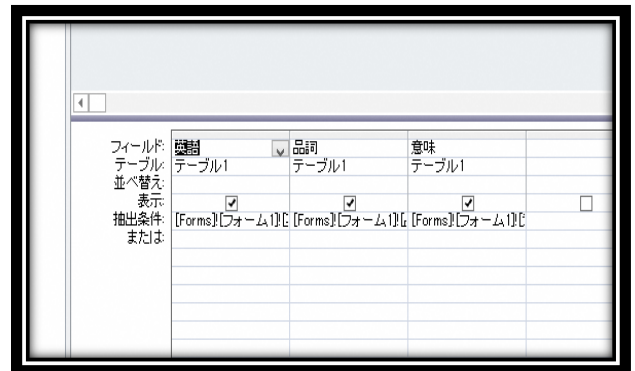 フィールド: 英語 品詞 意味
テーブル: テーブル1 テーブル1 テーブル1
並べ替え:
表示:
抽出条件: [Forms]![フォーム1]![ [Forms]![フォーム1]![ [Forms]![フォーム1]![
または: